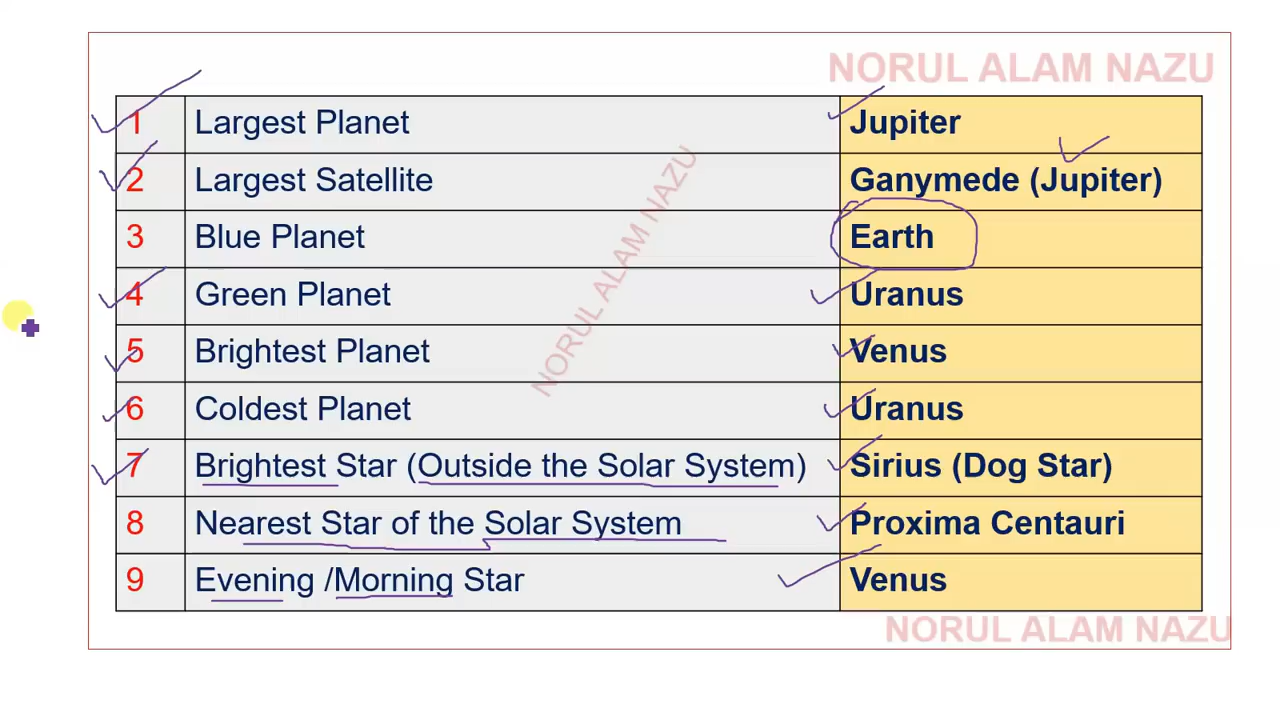 NORUL ALAM NAZU
1 Largest Planet Jupiter
2 Largest Satellite Ganymede (Jupiter)
3 Blue Planet Earth
4 Green Planet Uranus
5 Brightest Planet Venus
6 Coldest Planet Uranus
7 Brightest Star (Outside the Solar System) Sirius (Dog Star)
8 Nearest Star of the Solar System Proxima Centauri
9 Evening /Morning Star Venus
NORUL ALAM NAZU
NORUL ALAM NAZU